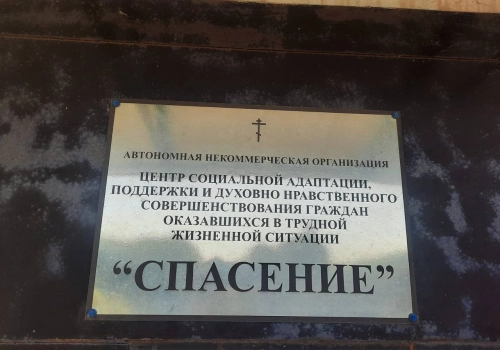 АВТОНОМНАЯ НЕКОММЕРЧЕСКАЯ ОРГАНИЗАЦИЯ
ЦЕНТР СОЦИАЛЬНОЙ АДАПТАЦИИ,
ПОДДЕРЖКИ И ДУХОВНО НРАВСТВЕННОГО
СОВЕРШЕНСТВОВАНИЯ ГРАЖДАН
ОКАЗАВШИХСЯ В ТРУДНОЙ
ЖИЗНЕННОЙ СИТУАЦИИ
“СПАСЕНИЕ”